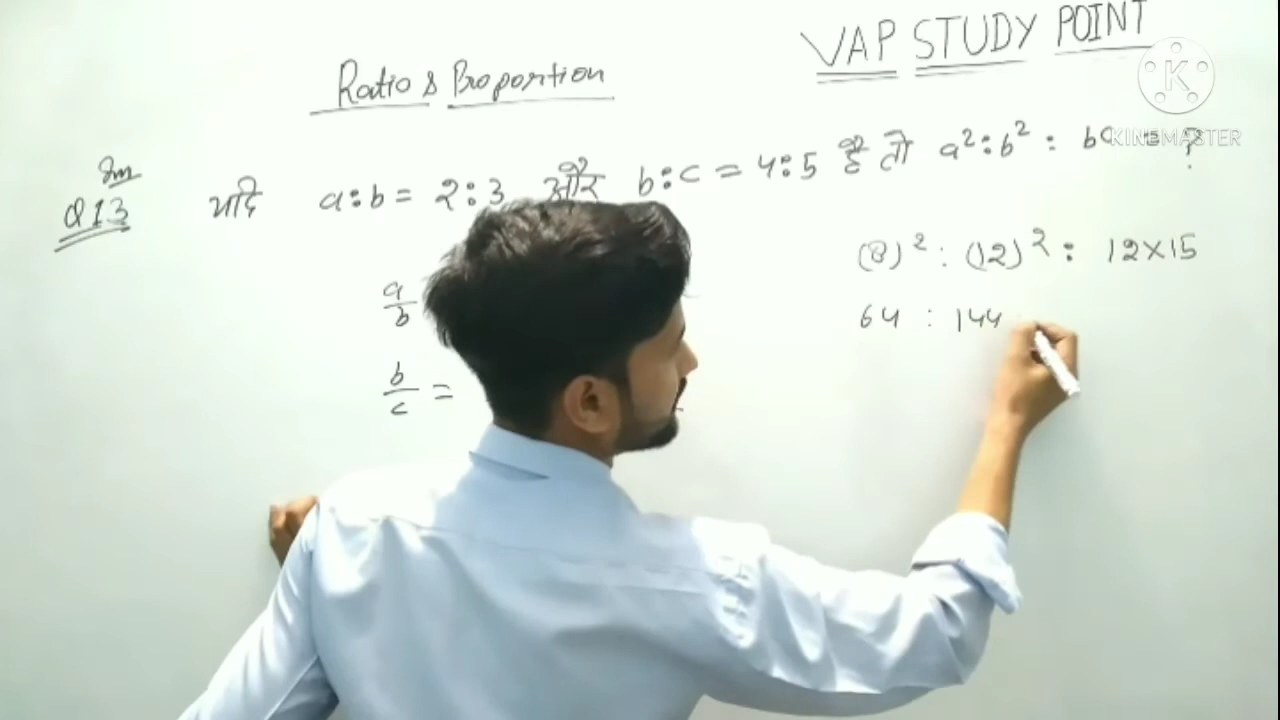 VAP STUDY POINT
Ratio & Proportion
KINEMASTER
Im
Q13 यदि a:b = 2:3 और b:c = 4:5 है तो a²:b² : bc = ?
(8)² : (12)² : 12×15
64 : 144
a/b
b/c =